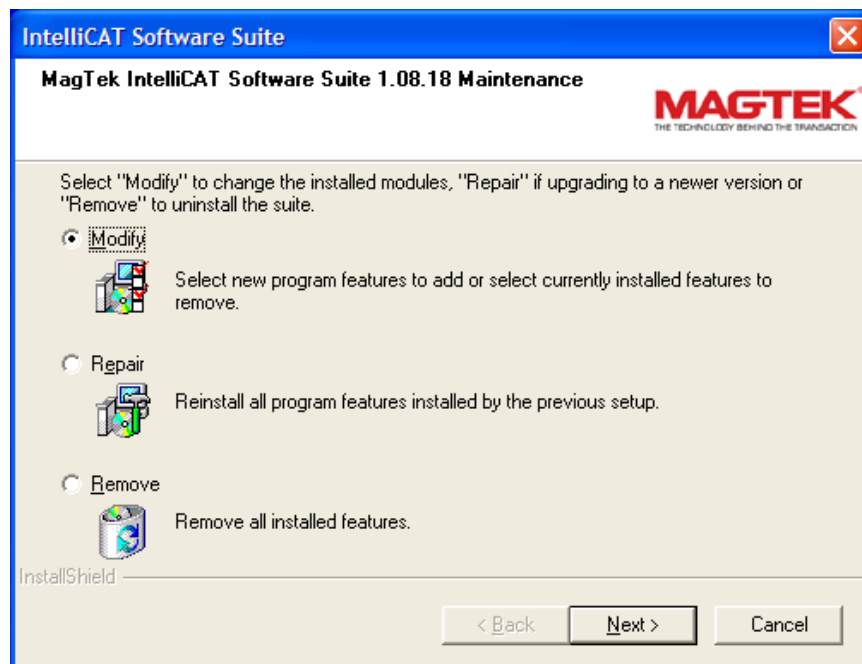 IntelliCAT Software Suite
MagTek IntelliCAT Software Suite 1.08.18 Maintenance
MAGTEK®
THE TECHNOLOGY BEHIND THE TRANSACTION
Select "Modify" to change the installed modules, "Repair" if upgrading to a newer version or
"Remove" to uninstall the suite.
Modify
Select new program features to add or select currently installed features to
remove.
Repair
Reinstall all program features installed by the previous setup.
Remove
Remove all installed features.
InstallShield
< Back
Next >
Cancel